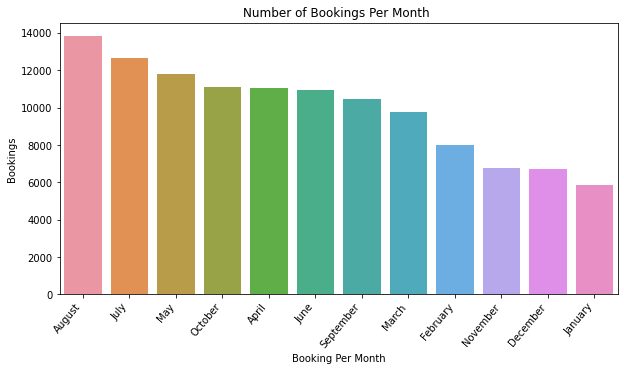 Number of Bookings Per Month
14000
12000
10000
8000
6000
4000
2000
0
Bookings
August
July
May
October
April
June
September
March
February
November
December
January
Booking Per Month